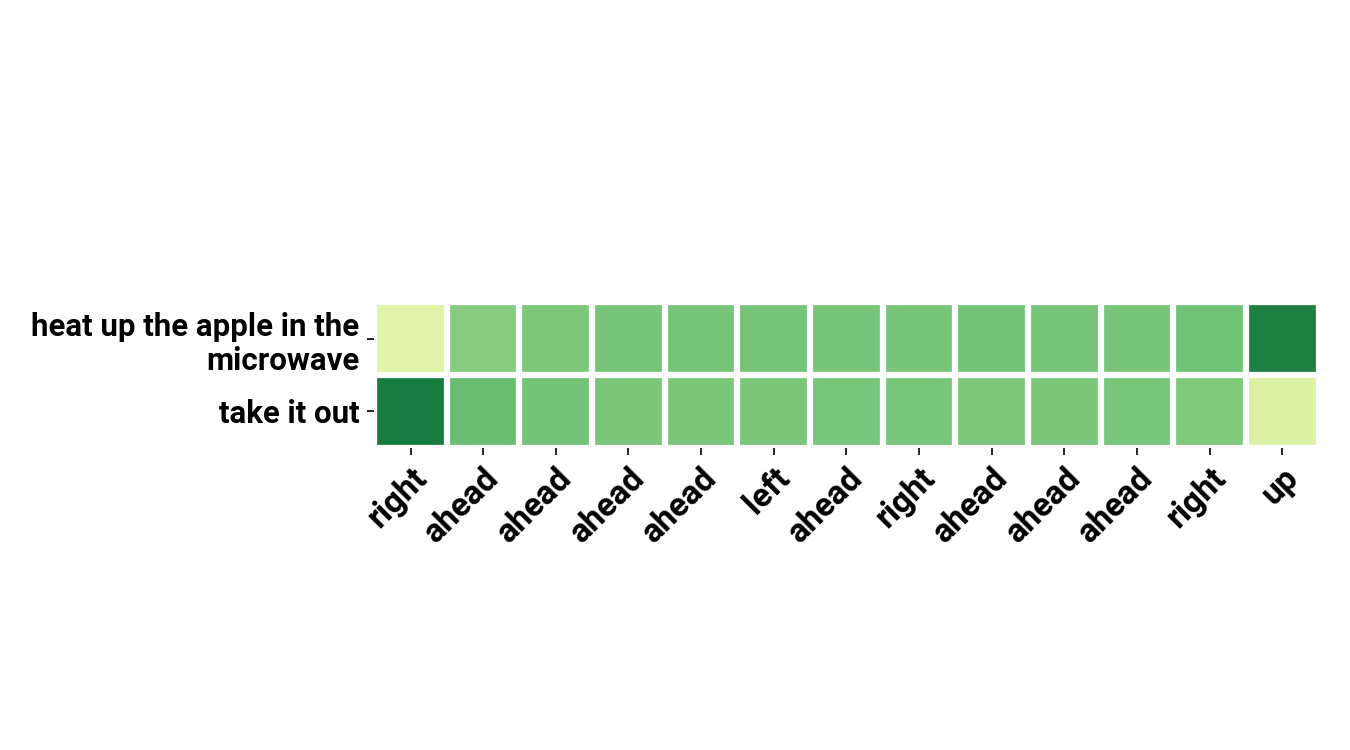 heat up the apple in the
microwave
take it out
right
ahead
ahead
ahead
ahead
left
ahead
right
ahead
ahead
ahead
right
up